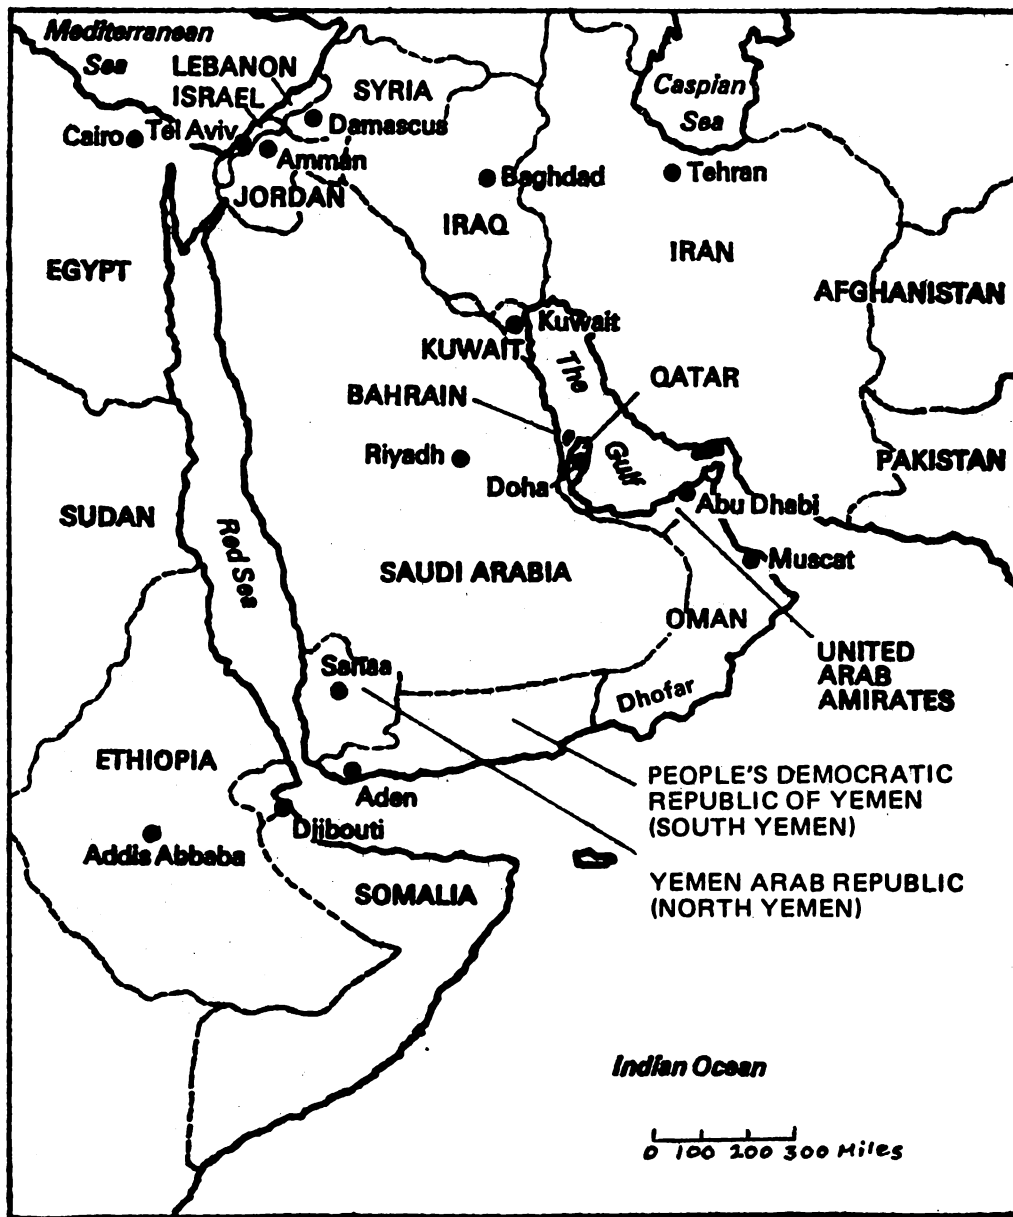 Mediterranean
Sea
LEBANON
ISRAEL
SYRIA
Caspian
Sea
Cairo
Tel Aviv
Damascus
Amman
Baghdad
Tehran
JORDAN
IRAQ
IRAN
EGYPT
AFGHANISTAN
Kuwait
KUWAIT
The
Gulf
QATAR
BAHRAIN
Riyadh
Doha
PAKISTAN
Abu Dhabi
SUDAN
Red Sea
SAUDI ARABIA
Muscat
OMAN
UNITED
ARAB
AMIRATES
Sanaa
Dhofar
ETHIOPIA
Aden
PEOPLE'S DEMOCRATIC
REPUBLIC OF YEMEN
(SOUTH YEMEN)
Djibouti
Addis Abbaba
SOMALIA
YEMEN ARAB REPUBLIC
(NORTH YEMEN)
Indian Ocean
0 100 200 300 Miles